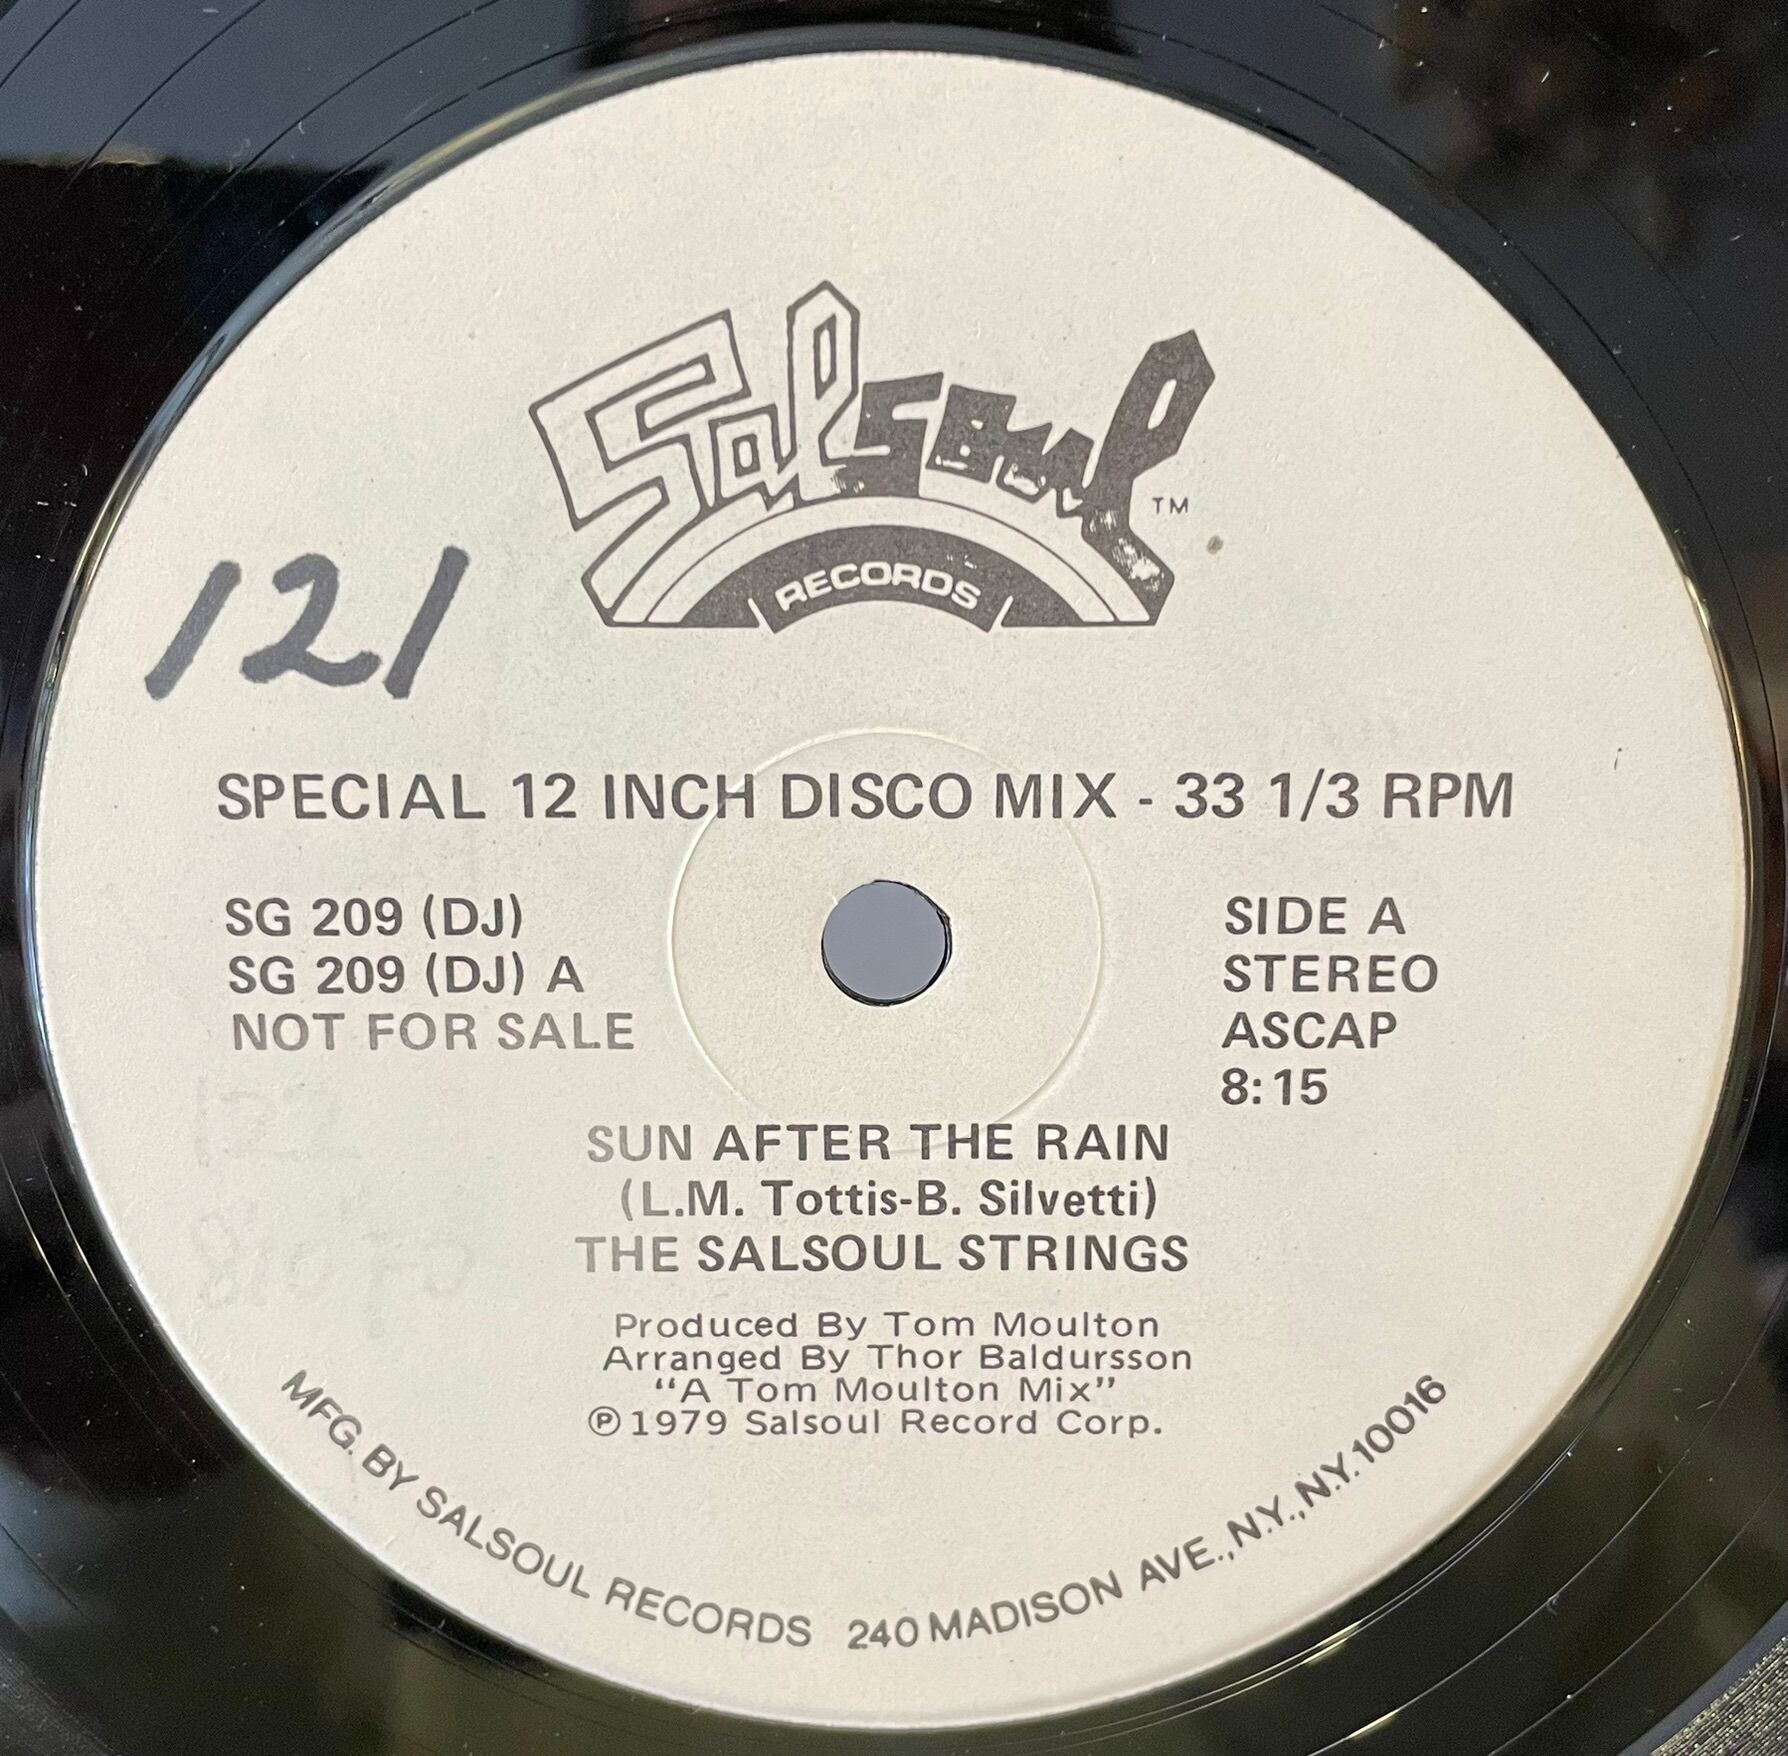 Salsoul TM
RECORDS
121
SPECIAL 12 INCH DISCO MIX - 33 1/3 RPM
SG 209 (DJ)
SG 209 (DJ) A
NOT FOR SALE
SIDE A
STEREO
ASCAP
8:15
SUN AFTER THE RAIN
(L.M. Tottis-B. Silvetti)
THE SALSOUL STRINGS
Produced By Tom Moulton
Arranged By Thor Baldursson
“A Tom Moulton Mix”
℗ 1979 Salsoul Record Corp.
MFG. BY SALSOUL RECORDS 240 MADISON AVE., N.Y., N.Y. 10016